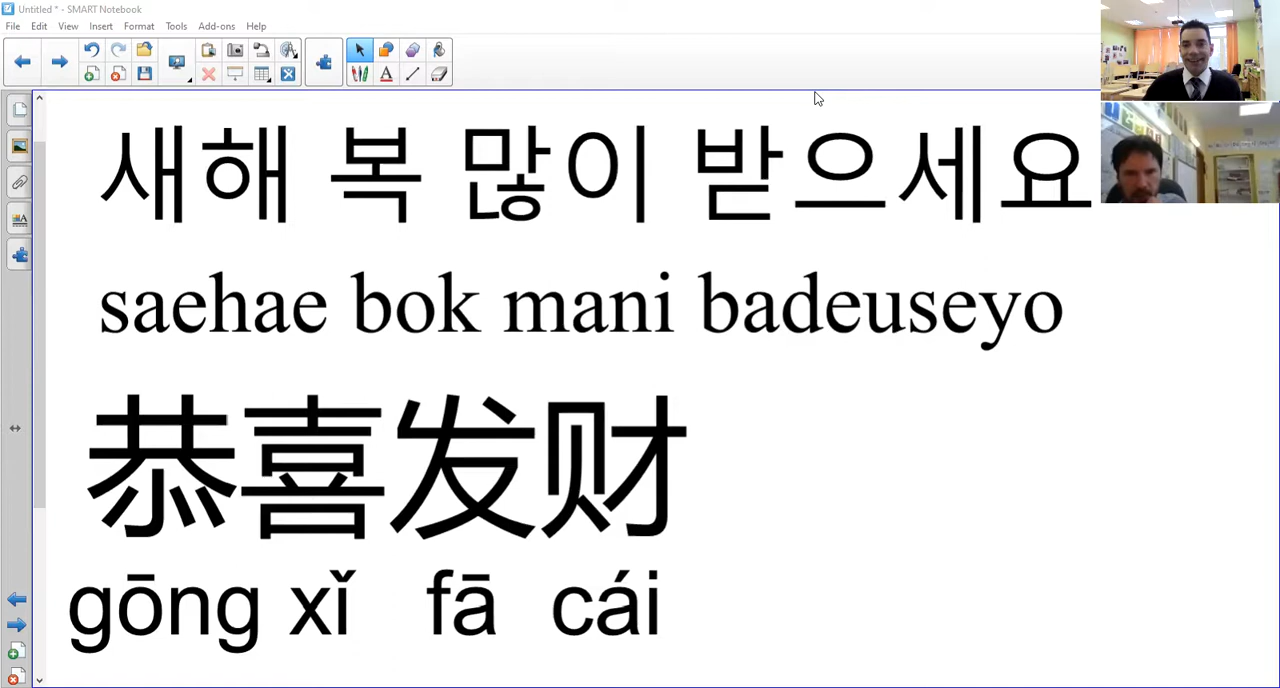 Untitled * - SMART Notebook
File Edit View Insert Format Tools Add-ons Help
새해 복 많이 받으세요
saehae bok mani badeuseyo
恭喜发财
gōng xǐ fā cái